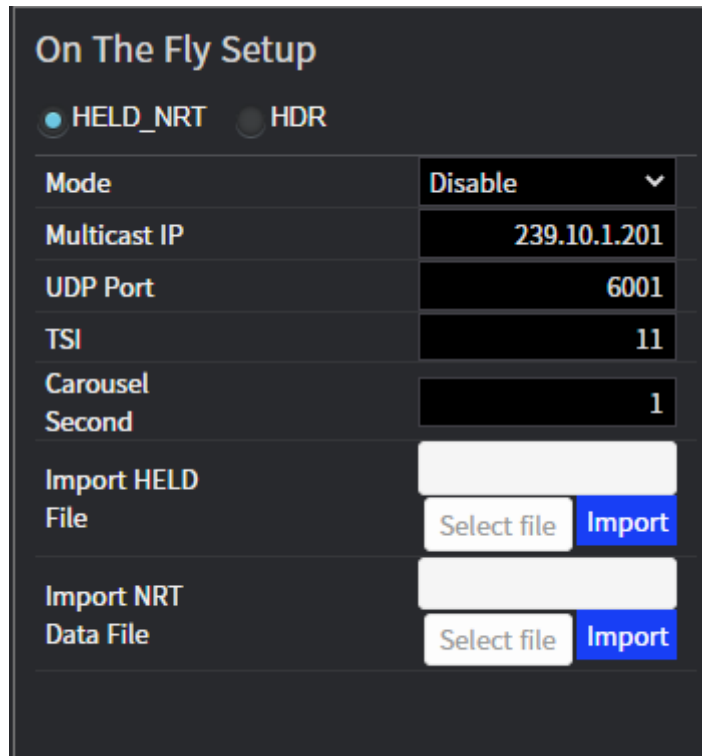 On The Fly Setup
HELD_NRT HDR
Mode Disable
Multicast IP 239.10.1.201
UDP Port 6001
TSI 11
Carousel
Second 1
Import HELD
File Select file Import
Import NRT
Data File Select file Import